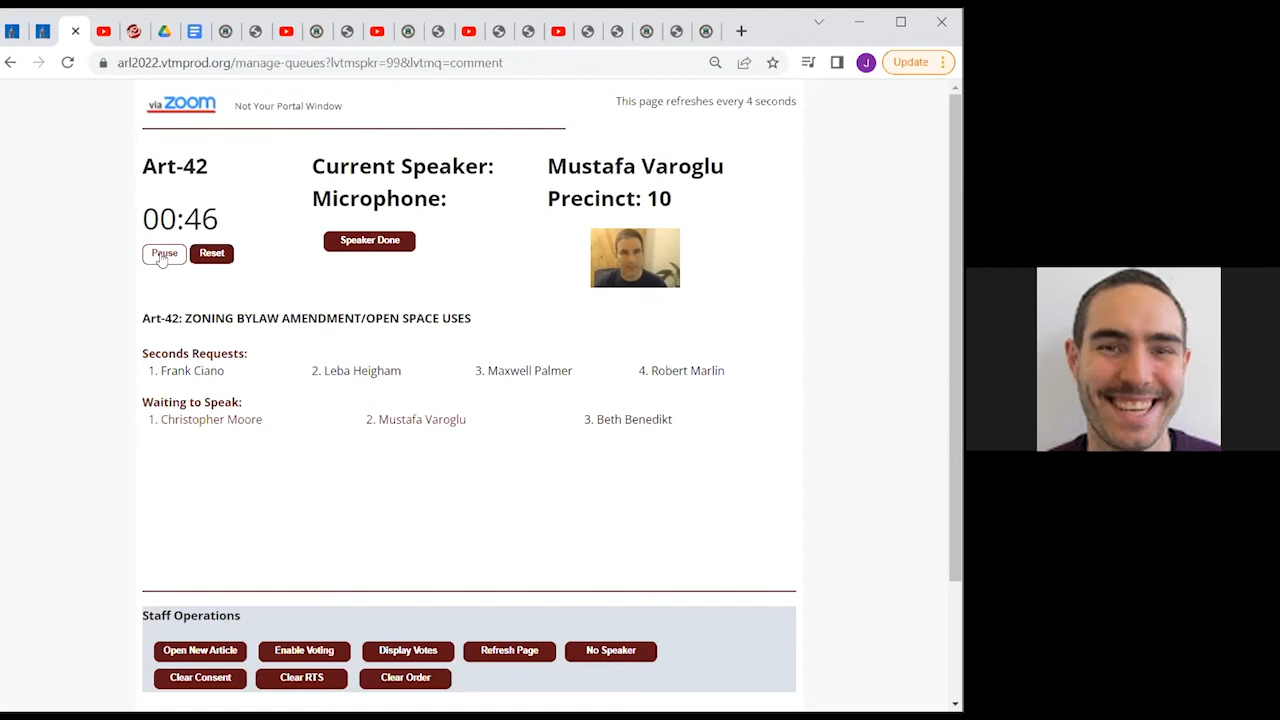 arl2022.vtmprod.org/manage-queues?lvtmspkr=99&lvtmq=comment
J
Update
via zoom
Not Your Portal Window
This page refreshes every 4 seconds
Art-42
Current Speaker:
Mustafa Varoglu
Microphone:
Precinct: 10
00:46
Speaker Done
Pause
Reset
Art-42: ZONING BYLAW AMENDMENT/OPEN SPACE USES
Seconds Requests:
1. Frank Ciano
2. Leba Heigham
3. Maxwell Palmer
4. Robert Marlin
Waiting to Speak:
1. Christopher Moore
2. Mustafa Varoglu
3. Beth Benedikt
Staff Operations
Open New Article
Enable Voting
Display Votes
Refresh Page
No Speaker
Clear Consent
Clear RTS
Clear Order